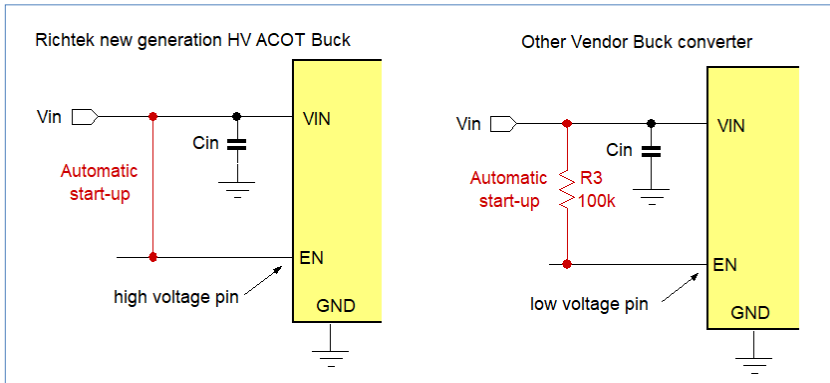 Richtek new generation HV ACOT Buck
Vin
VIN
Cin
Automatic
start-up
EN
high voltage pin
GND
Other Vendor Buck converter
Vin
VIN
Cin
Automatic
start-up
R3
100k
EN
low voltage pin
GND